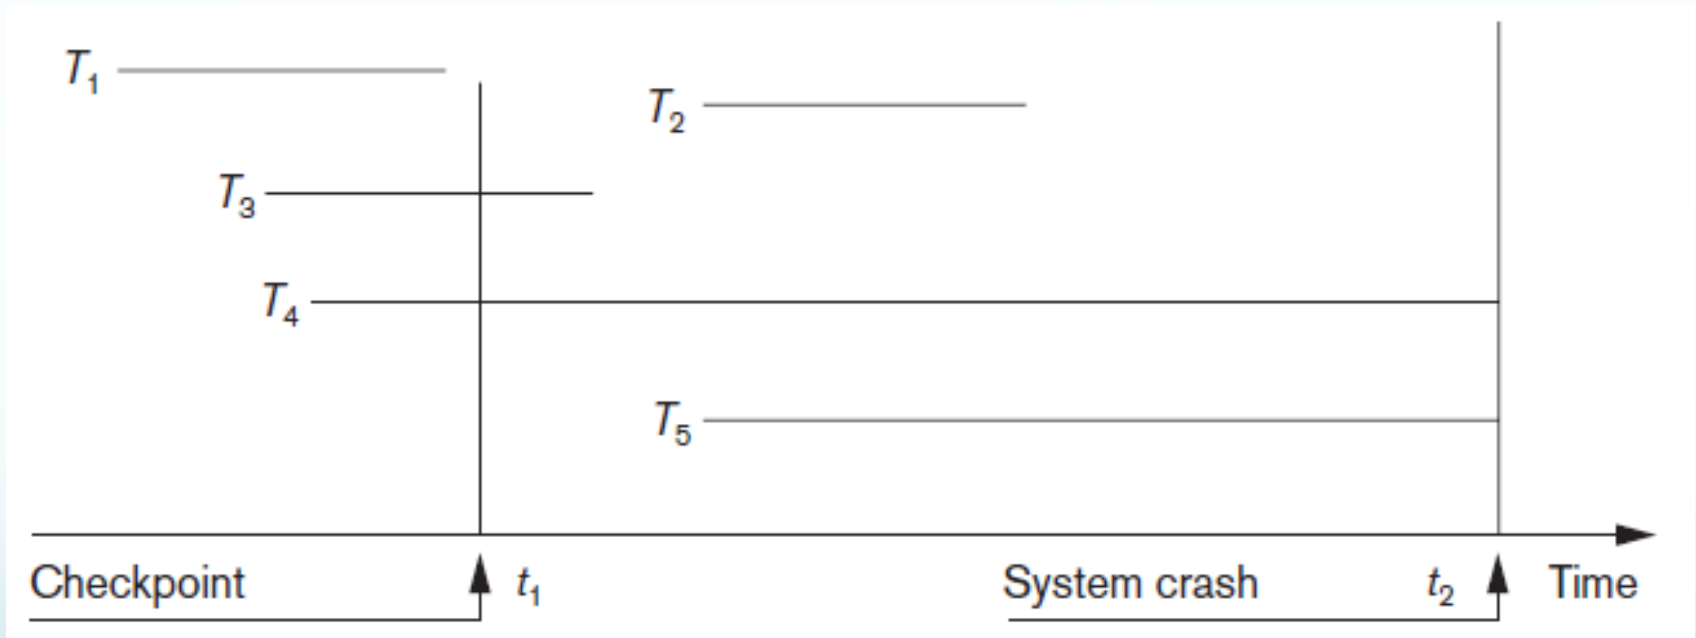 T₁
T₂
T₃
T₄
T₅
Checkpoint t₁ System crash t₂ Time